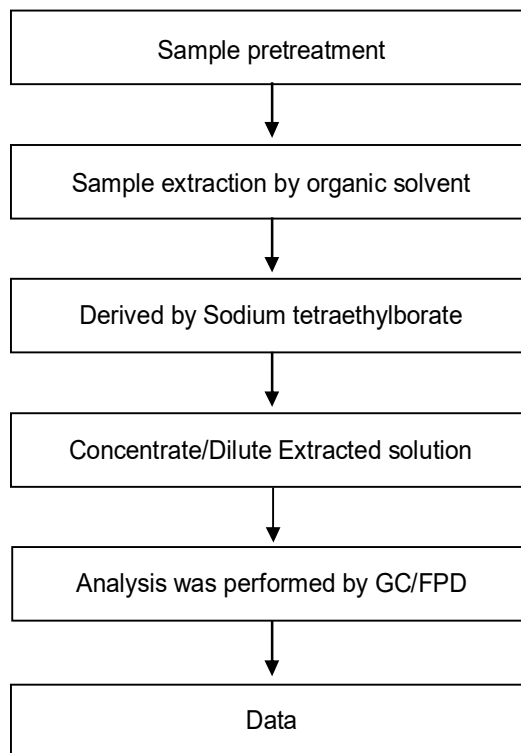 Sample pretreatment
Sample extraction by organic solvent
Derived by Sodium tetraethylborate
Concentrate/Dilute Extracted solution
Analysis was performed by GC/FPD
Data